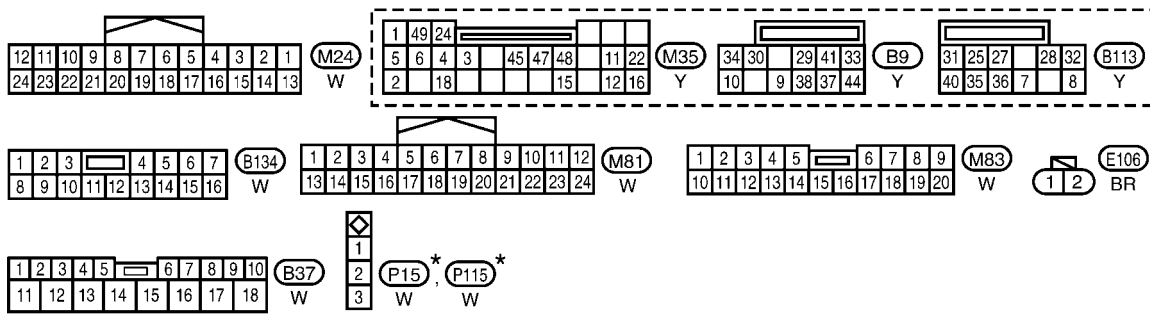 12 11 10 9 8 7 6 5 4 3 2 1 M24
24 23 22 21 20 19 18 17 16 15 14 13 W
1 49 24
5 6 4 3 45 47 48 11 22 M35
2 18 15 12 16 Y
34 30 29 41 33 B9
10 9 38 37 44 Y
31 25 27 28 32 B113
40 35 36 7 8 Y
1 2 3 4 5 6 7 B134
8 9 10 11 12 13 14 15 16 W
1 2 3 4 5 6 7 8 9 10 11 12 M81
13 14 15 16 17 18 19 20 21 22 23 24 W
1 2 3 4 5 6 7 8 9 M83
10 11 12 13 14 15 16 17 18 19 20 W
1 2 E106
BR
1 2 3 4 5 6 7 8 9 10 B37
11 12 13 14 15 16 17 18 W
1
2 P15 * , P115 *
3 W W